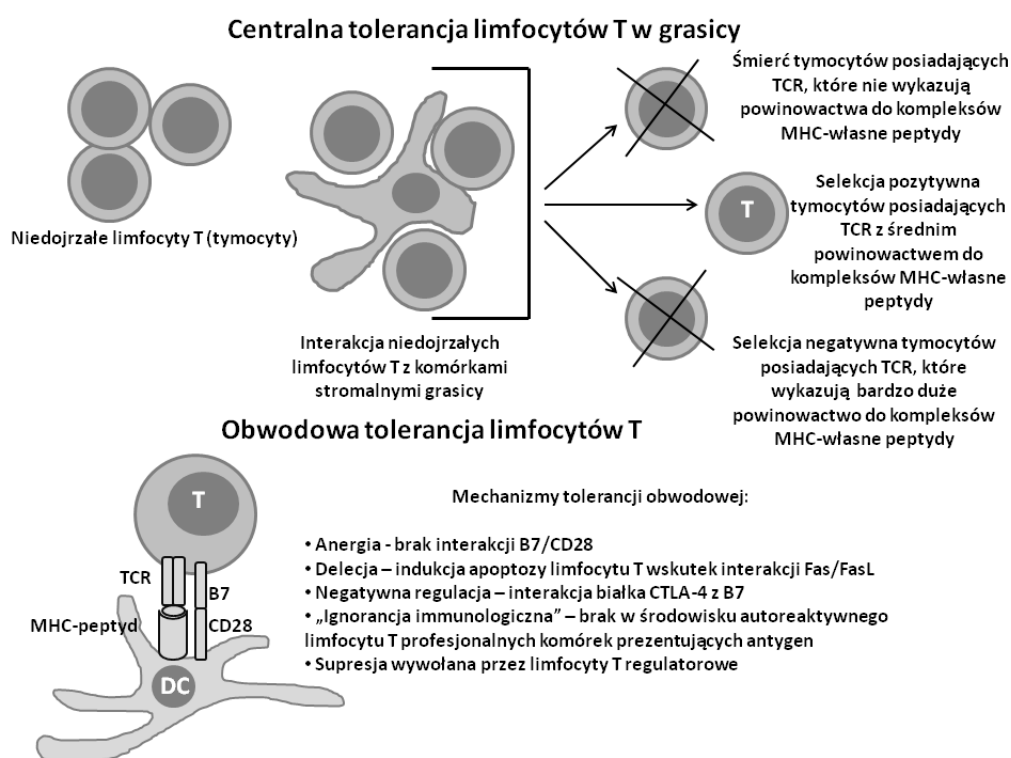 Centralna tolerancja limfocytów T w grasicy
Niedojrzałe limfocyty T (tymocyty)
Interakcja niedojrzałych
limfocytów T z komórkami
stromalnymi grasicy
Śmierć tymocytów posiadających
TCR, które nie wykazują
powinowactwa do kompleksów
MHC-własne peptydy
T
Selekcja pozytywna
tymocytów posiadających
TCR z średnim
powinowactwem do
kompleksów MHC-własne
peptydy
Selekcja negatywna tymocytów
posiadających TCR, które
wykazują bardzo duże
powinowactwo do kompleksów
MHC-własne peptydy
Obwodowa tolerancja limfocytów T
T
TCR
B7
MHC-peptyd
CD28
DC
Mechanizmy tolerancji obwodowej:
• Anergia - brak interakcji B7/CD28
• Delecja – indukcja apoptozy limfocytu T wskutek interakcji Fas/FasL
• Negatywna regulacja – interakcja białka CTLA-4 z B7
• „Ignorancja immunologiczna” – brak w środowisku autoreaktywnego
limfocytu T profesjonalnych komórek prezentujących antygen
• Supresja wywołana przez limfocyty T regulatorowe